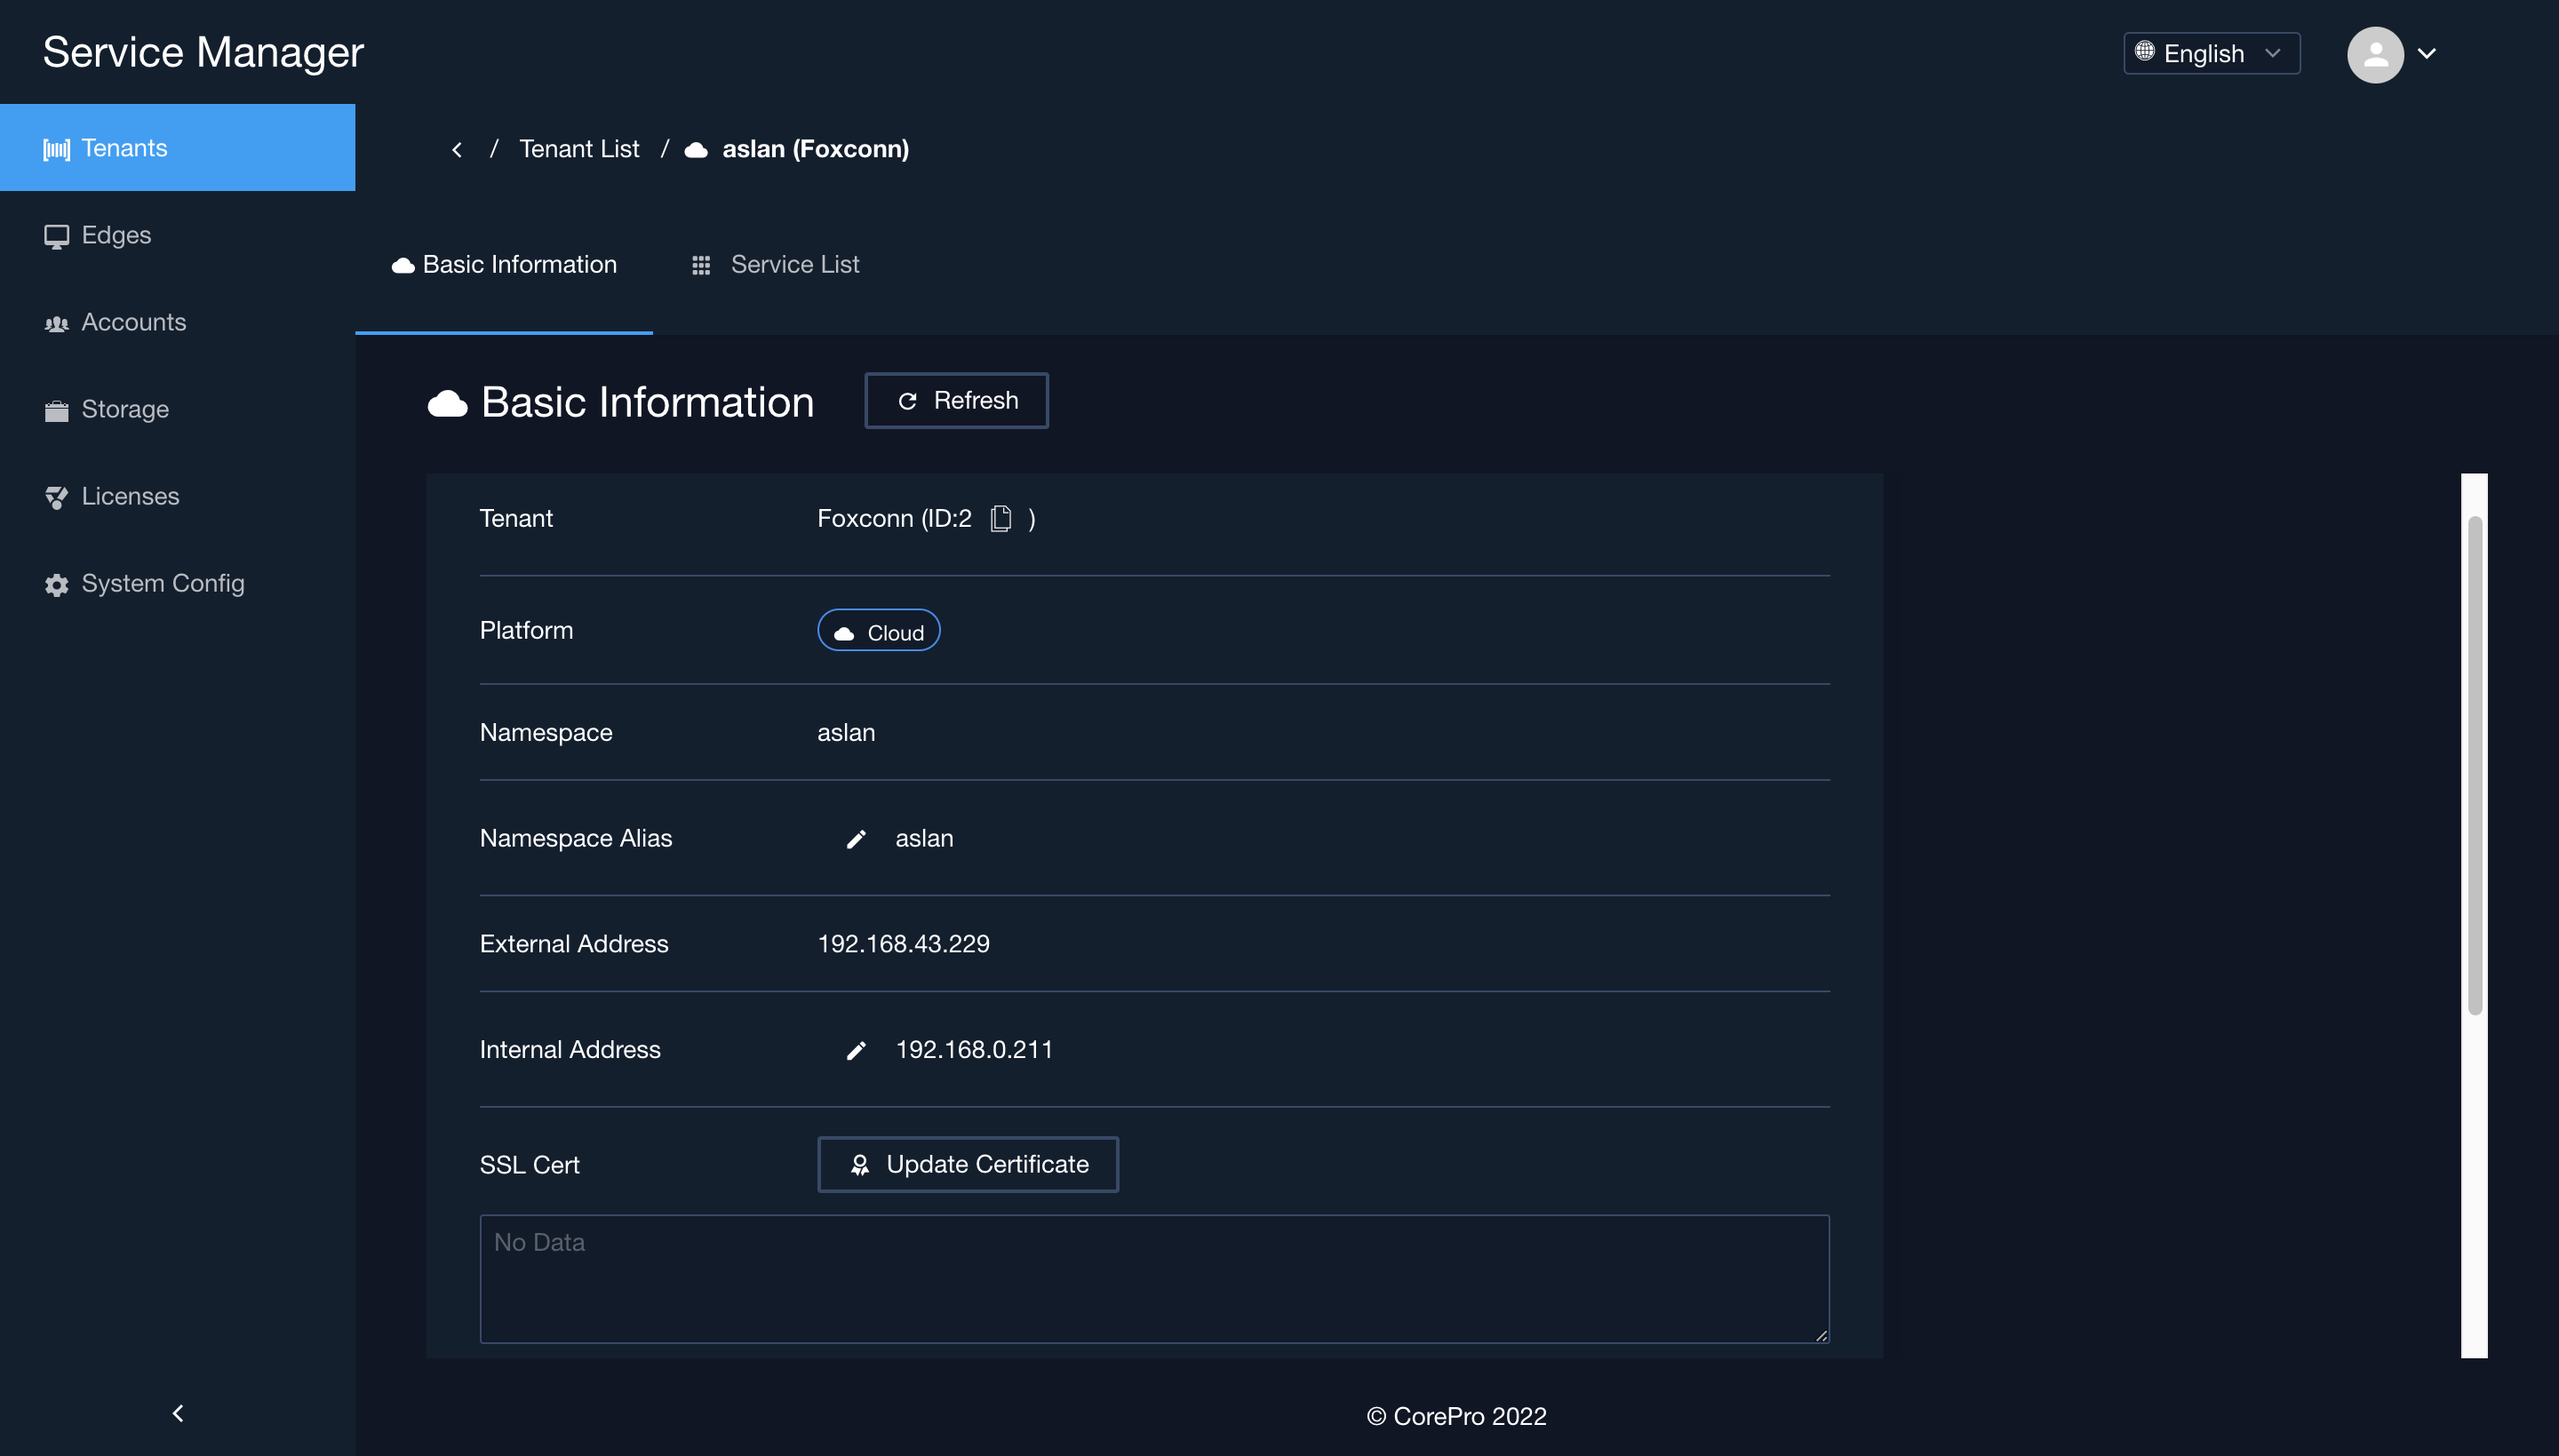 Service Manager
English
Tenants
Edges
Accounts
Storage
Licenses
System Config
/ Tenant List / aslan (Foxconn)
Basic Information
Service List
Basic Information
Refresh
Tenant
Foxconn (ID:2 )
Platform
Cloud
Namespace
aslan
Namespace Alias
aslan
External Address
192.168.43.229
Internal Address
192.168.0.211
SSL Cert
Update Certificate
No Data
© CorePro 2022